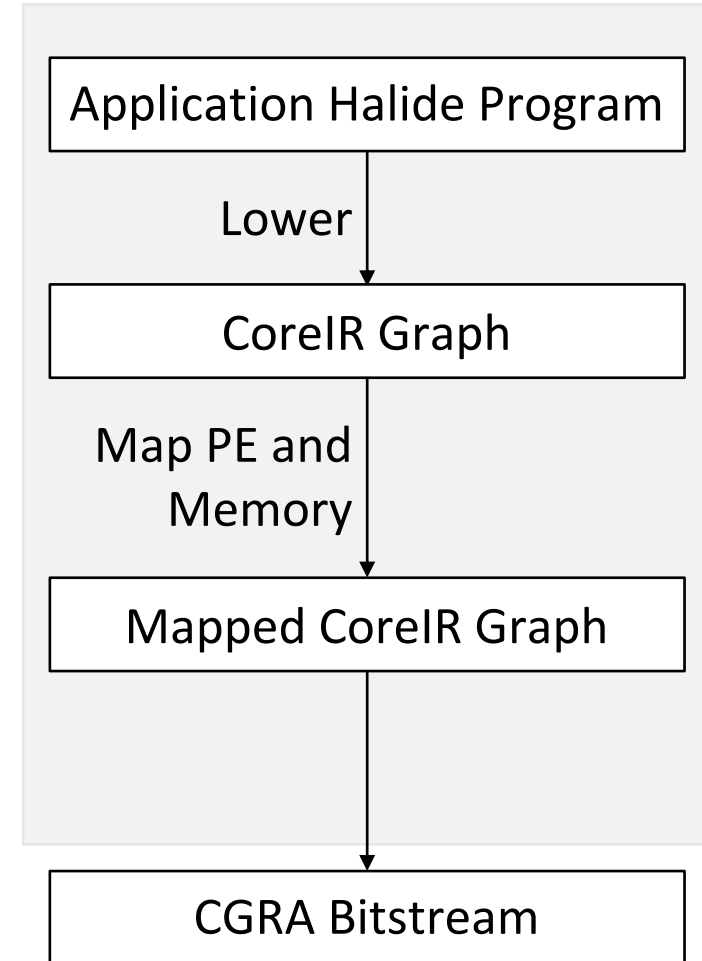 Application Halide Program
Lower
CoreIR Graph
Map PE and
Memory
Mapped CoreIR Graph
CGRA Bitstream